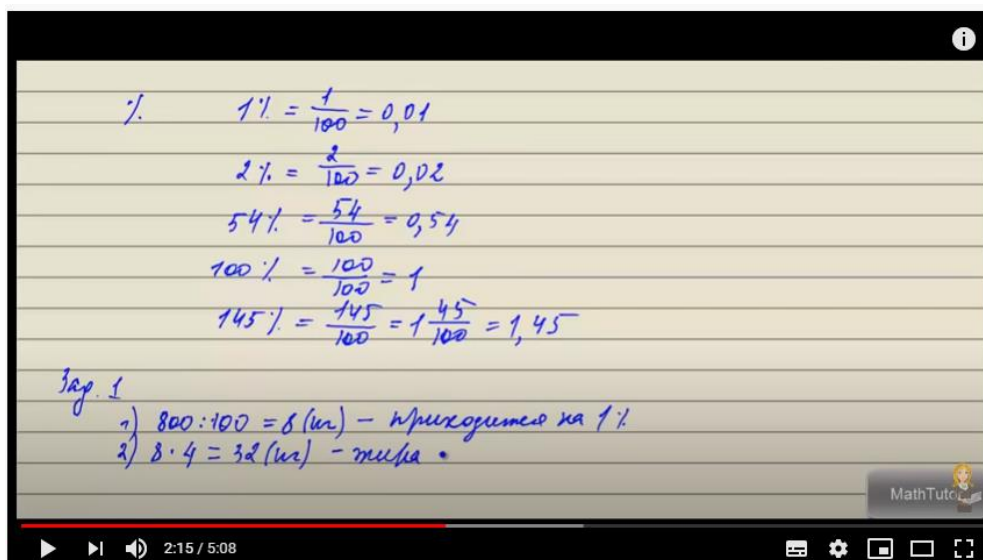 % 1% = 1/100 = 0,01
2% = 2/100 = 0,02
54% = 54/100 = 0,54
100% = 100/100 = 1
145% = 145/100 = 1 45/100 = 1,45
Зад. 1
1) 800:100 = 8 (кг) – приходится на 1%
2) 8 · 4 = 32 (кг) – жира
MathTuto
2:15 / 5:08